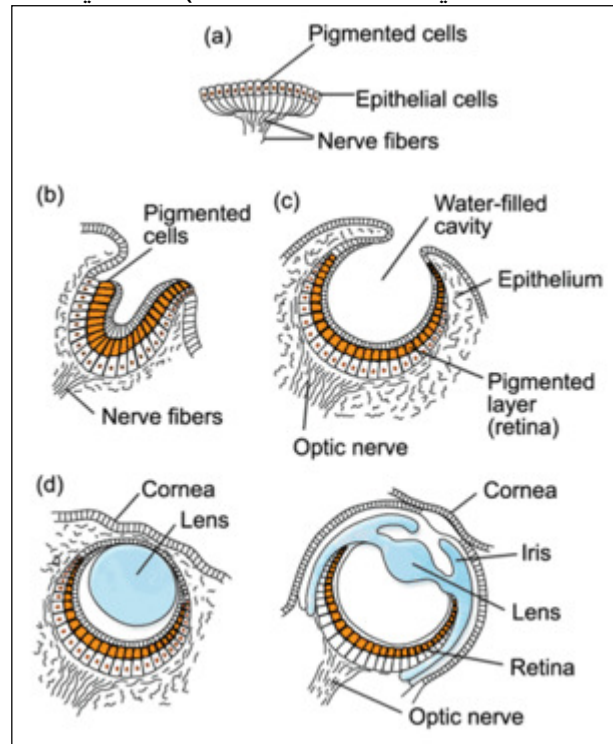 (a)
Pigmented cells
Epithelial cells
Nerve fibers
(b)
Pigmented
cells
Nerve fibers
(c)
Water-filled
cavity
Epithelium
Pigmented
layer
(retina)
Optic nerve
(d)
Cornea
Lens
Cornea
Iris
Lens
Retina
Optic nerve